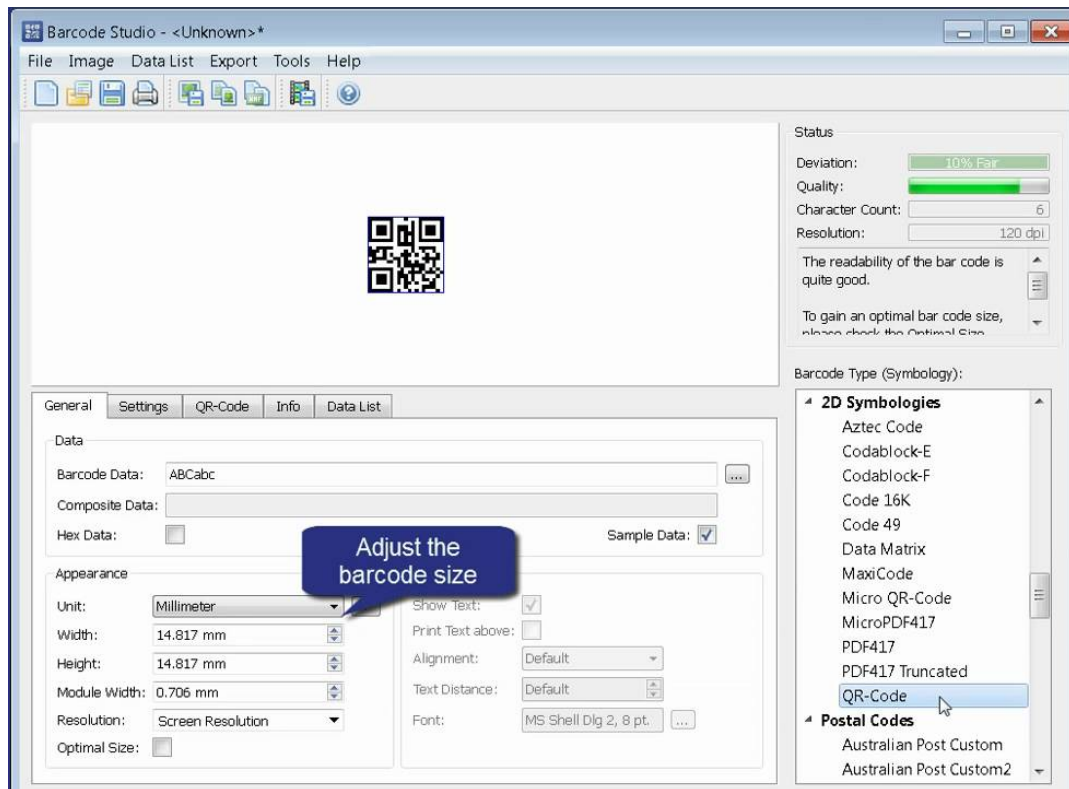 Barcode Studio - <Unknown>*
File Image Data List Export Tools Help
Status
Deviation: 10% Fair
Quality:
Character Count: 6
Resolution: 120 dpi
The readability of the bar code is
quite good.
To gain an optimal bar code size,
please check the Optimal Size
Barcode Type (Symbology):
2D Symbologies
Aztec Code
Codablock-E
Codablock-F
Code 16K
Code 49
Data Matrix
MaxiCode
Micro QR-Code
MicroPDF417
PDF417
PDF417 Truncated
QR-Code
Postal Codes
Australian Post Custom
Australian Post Custom2
General Settings QR-Code Info Data List
Data
Barcode Data: ABCabc ...
Composite Data:
Hex Data: Sample Data:
Adjust the
barcode size
Appearance
Unit: Millimeter
Width: 14.817 mm
Height: 14.817 mm
Module Width: 0.706 mm
Resolution: Screen Resolution
Optimal Size:
Show Text:
Print Text above:
Alignment: Default
Text Distance: Default
Font: MS Shell Dlg 2, 8 pt. ...